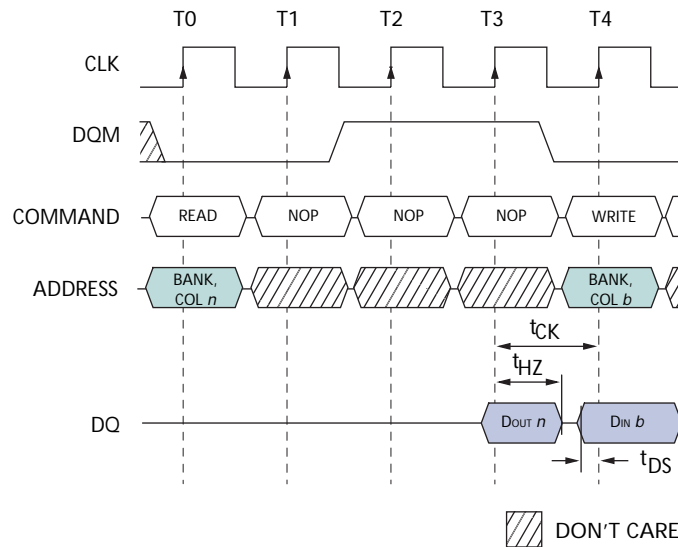 T0 T1 T2 T3 T4
CLK
DQM
COMMAND READ NOP NOP NOP WRITE
ADDRESS BANK, COL n BANK, COL b
tCK
tHZ
DQ DOUT n DIN b
tDS
DON'T CARE